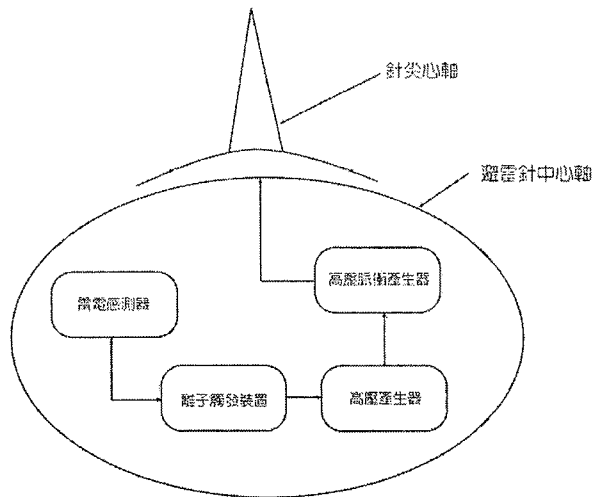 針尖心軸
避雷針中心軸
高壓脈衝產生器
電感測器
離子觸發裝置
高壓產生器